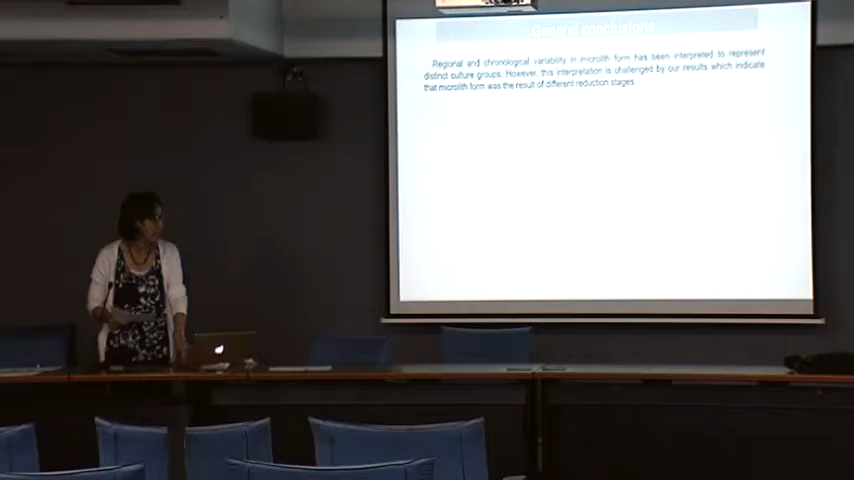 General conclusions
Regional and chronological variability in microlith form has been interpreted to represent
distinct culture groups. However, this interpretation is challenged by our results which indicate
that microlith form was the result of different reduction stages